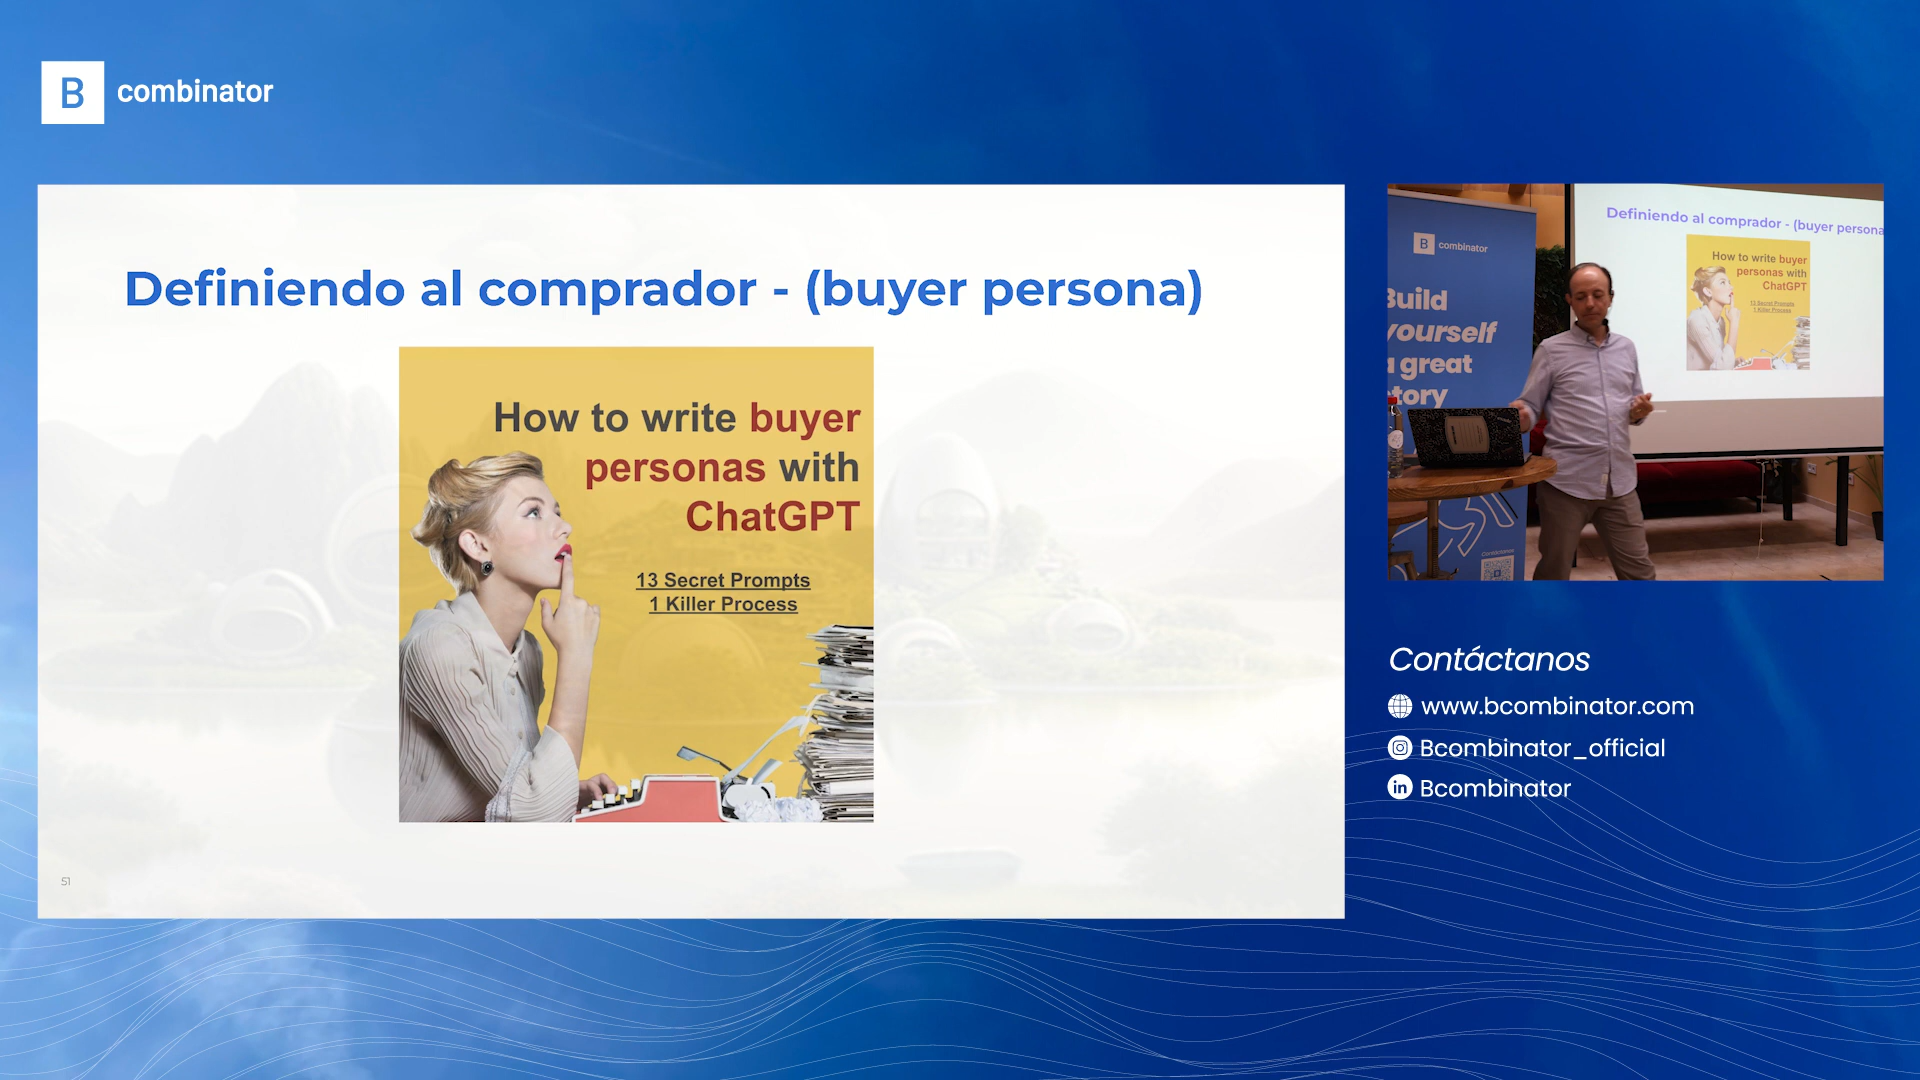 B combinator
Definiendo al comprador - (buyer persona)
How to write buyer
personas with
ChatGPT
13 Secret Prompts
1 Killer Process
51
B combinator
Build
yourself
a great
story
Contáctanos
Definiendo al comprador - (buyer persona
How to write buyer
personas with
ChatGPT
13 Secret Prompts
1 Killer Process
Contáctanos
www.bcombinator.com
Bcombinator_official
in Bcombinator